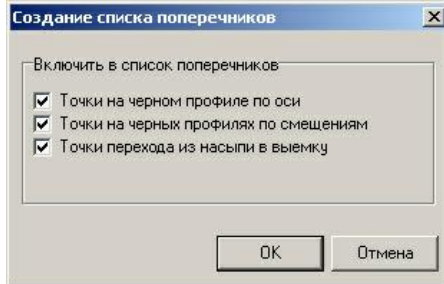 Создание списка поперечников
Включить в список поперечников
Точки на черном профиле по оси
Точки на черных профилях по смещениям
Точки перехода из насыпи в выемку
OK
Отмена